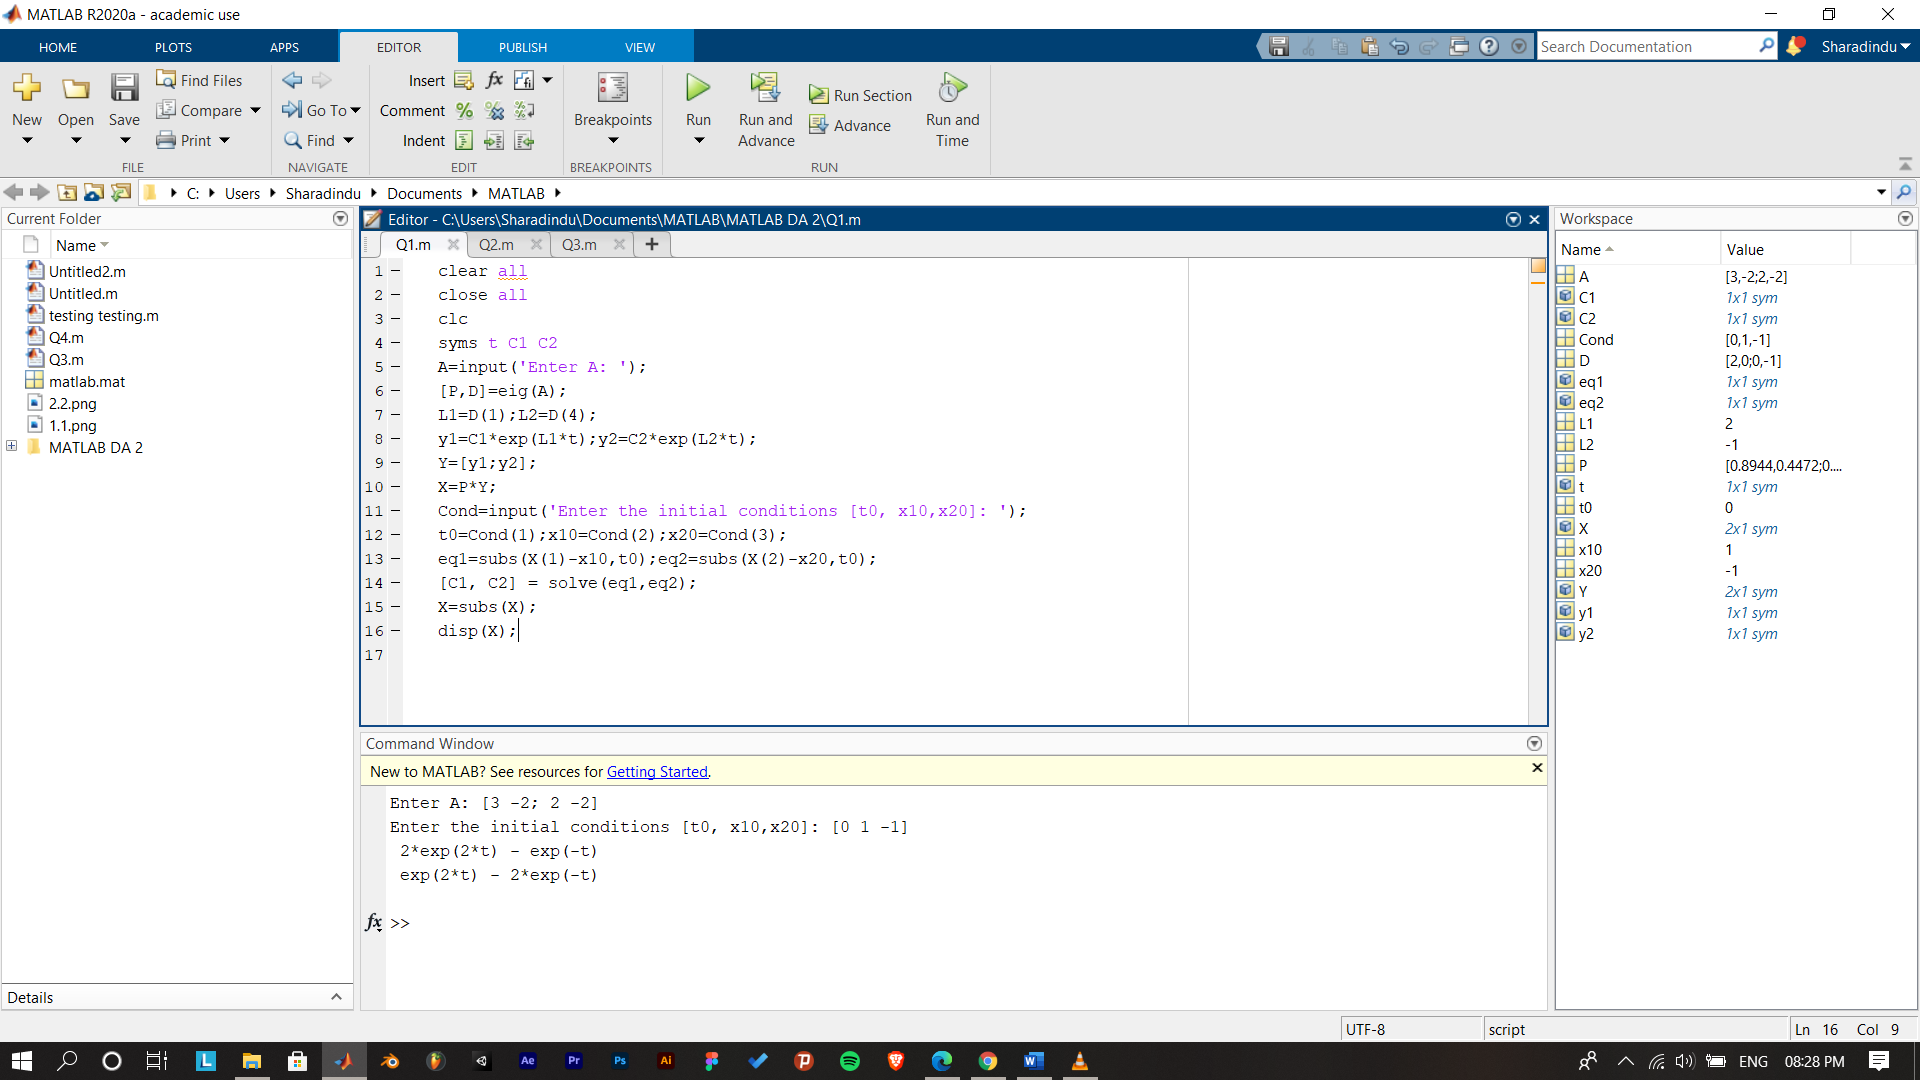 MATLAB R2020a - academic use
HOME PLOTS APPS EDITOR PUBLISH VIEW
Search Documentation
Sharadindu
New
Open
Save
Find Files
Compare
Print
FILE
Go To
Find
NAVIGATE
Insert
Comment
Indent
EDIT
Breakpoints
BREAKPOINTS
Run
Run and
Advance
Run Section
Advance
Run and
Time
RUN
C: Users Sharadindu Documents MATLAB
Current Folder
Name
Untitled2.m
Untitled.m
testing testing.m
Q4.m
Q3.m
matlab.mat
2.2.png
1.1.png
MATLAB DA 2
Details
Editor - C:\Users\Sharadindu\Documents\MATLAB\MATLAB DA 2\Q1.m
Q1.m Q2.m Q3.m
1 clear all
2 close all
3 clc
4 syms t C1 C2
5 A=input('Enter A: ');
6 [P,D]=eig(A);
7 L1=D(1);L2=D(4);
8 y1=C1*exp(L1*t);y2=C2*exp(L2*t);
9 Y=[y1;y2];
10 X=P*Y;
11 Cond=input('Enter the initial conditions [t0, x10,x20]: ');
12 t0=Cond(1);x10=Cond(2);x20=Cond(3);
13 eq1=subs(X(1)-x10,t0);eq2=subs(X(2)-x20,t0);
14 [C1, C2] = solve(eq1,eq2);
15 X=subs(X);
16 disp(X);
17
Command Window
New to MATLAB? See resources for Getting Started.
Enter A: [3 -2; 2 -2]
Enter the initial conditions [t0, x10,x20]: [0 1 -1]
2*exp(2*t) - exp(-t)
exp(2*t) - 2*exp(-t)
fx >>
Workspace
Name Value
A [3,-2;2,-2]
C1 1x1 sym
C2 1x1 sym
Cond [0,1,-1]
D [2,0;0,-1]
eq1 1x1 sym
eq2 1x1 sym
L1 2
L2 -1
P [0.8944,0.4472;0....
t 1x1 sym
t0 0
X 2x1 sym
x10 1
x20 -1
Y 2x1 sym
y1 1x1 sym
y2 1x1 sym
UTF-8 script Ln 16 Col 9
L Ae Pr Ps Ai W
ENG 08:28 PM